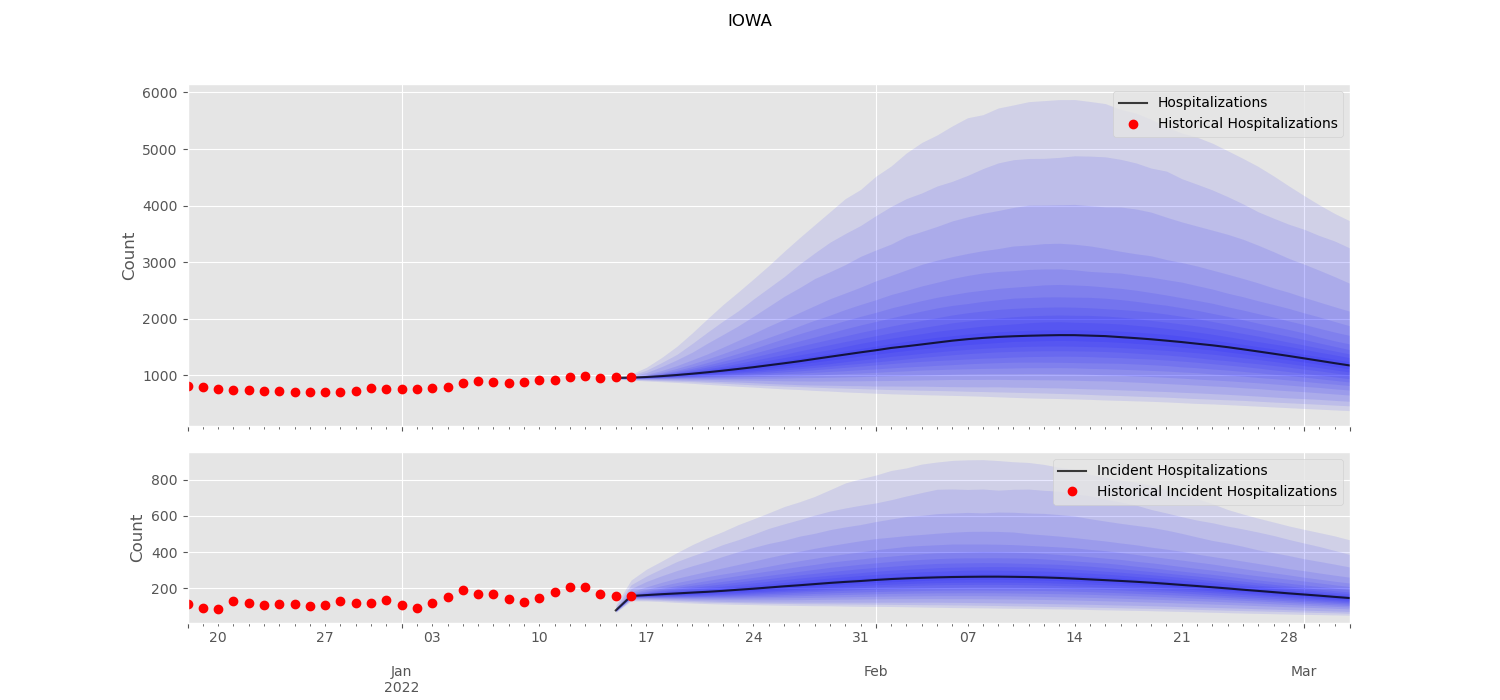 IOWA
6000
5000
4000
3000
2000
1000
Count
Hospitalizations
Historical Hospitalizations
800
600
400
200
Count
Incident Hospitalizations
Historical Incident Hospitalizations
20 27 03 10 17 24 31 07 14 21 28
Jan Feb Mar
2022